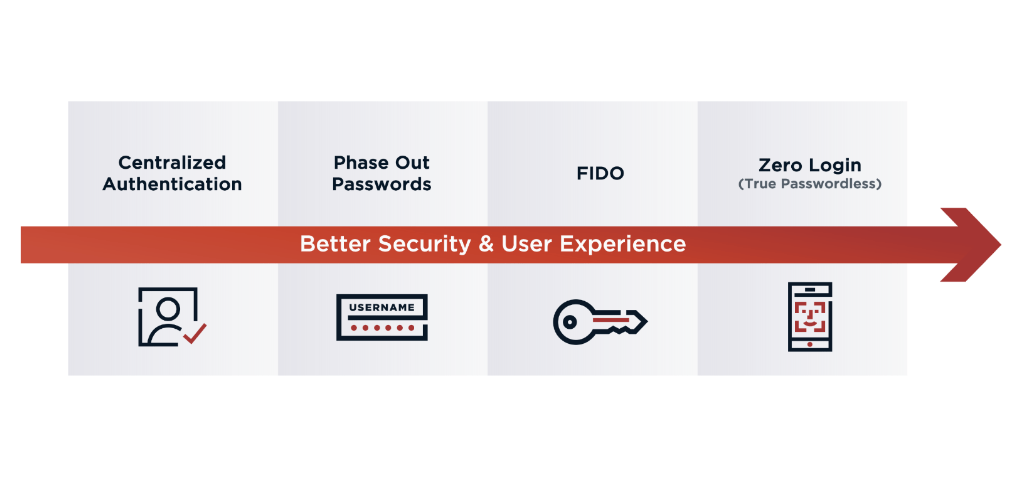 Centralized
Authentication
Phase Out
Passwords
FIDO
Zero Login
(True Passwordless)
Better Security & User Experience
USERNAME